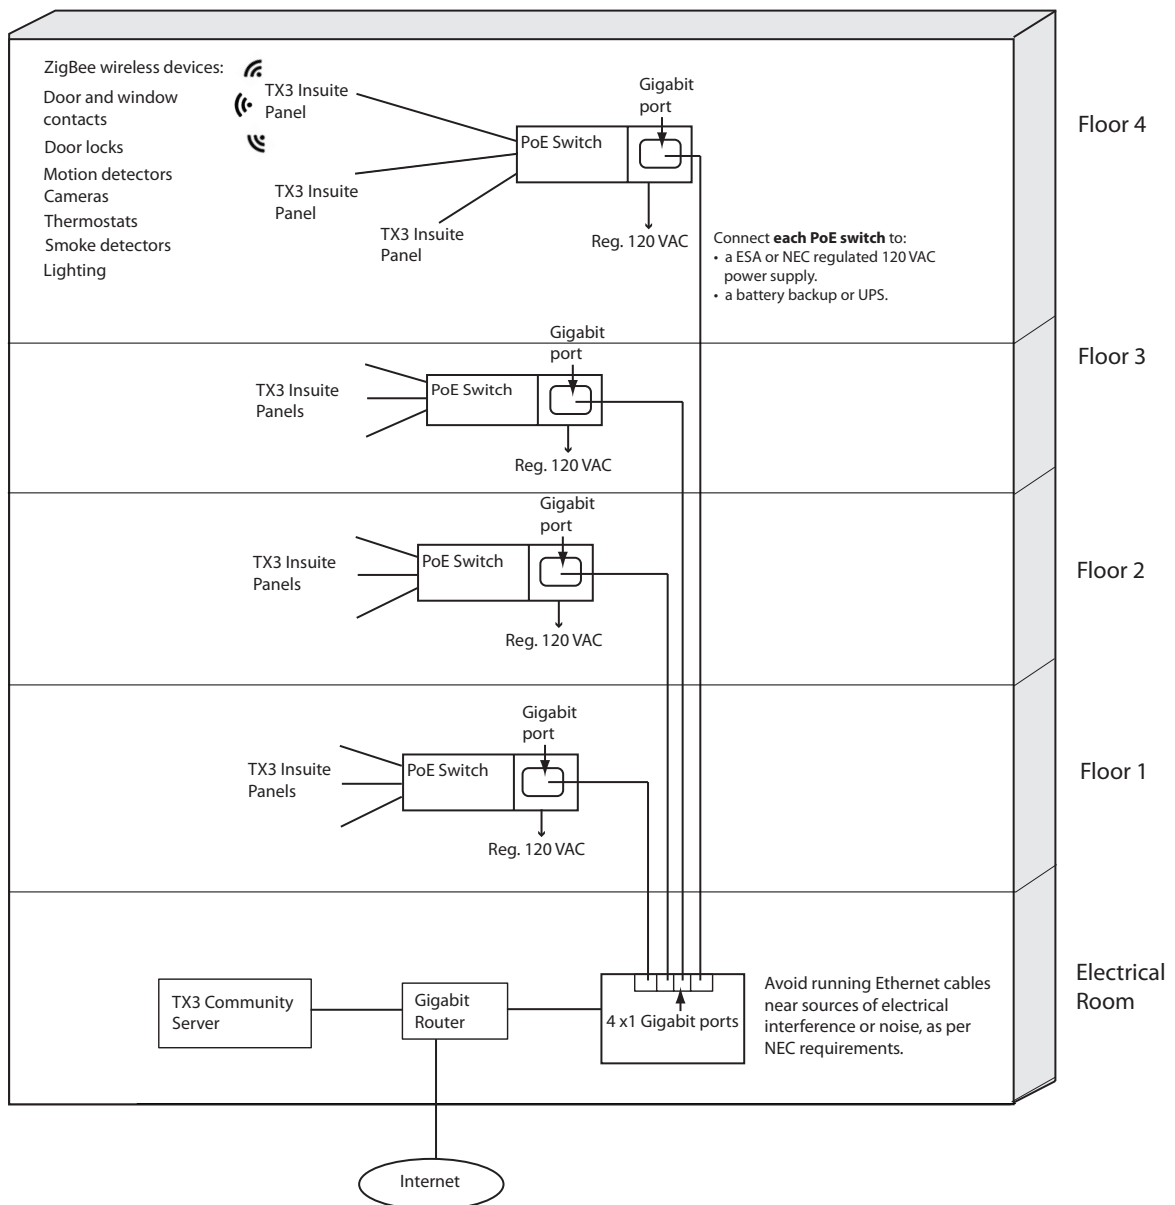 ZigBee wireless devices:
Door and window
contacts
Door locks
Motion detectors
Cameras
Thermostats
Smoke detectors
Lighting
TX3 Insuite
Panel
TX3 Insuite
Panel
TX3 Insuite
Panel
PoE Switch
Gigabit
port
Reg. 120 VAC
Connect each PoE switch to:
• a ESA or NEC regulated 120 VAC
power supply.
• a battery backup or UPS.
Floor 4
Gigabit
port
TX3 Insuite
Panels
PoE Switch
Reg. 120 VAC
Floor 3
Gigabit
port
TX3 Insuite
Panels
PoE Switch
Reg. 120 VAC
Floor 2
Gigabit
port
TX3 Insuite
Panels
PoE Switch
Reg. 120 VAC
Floor 1
TX3 Community
Server
Gigabit
Router
4 x1 Gigabit ports
Avoid running Ethernet cables
near sources of electrical
interference or noise, as per
NEC requirements.
Electrical
Room
Internet